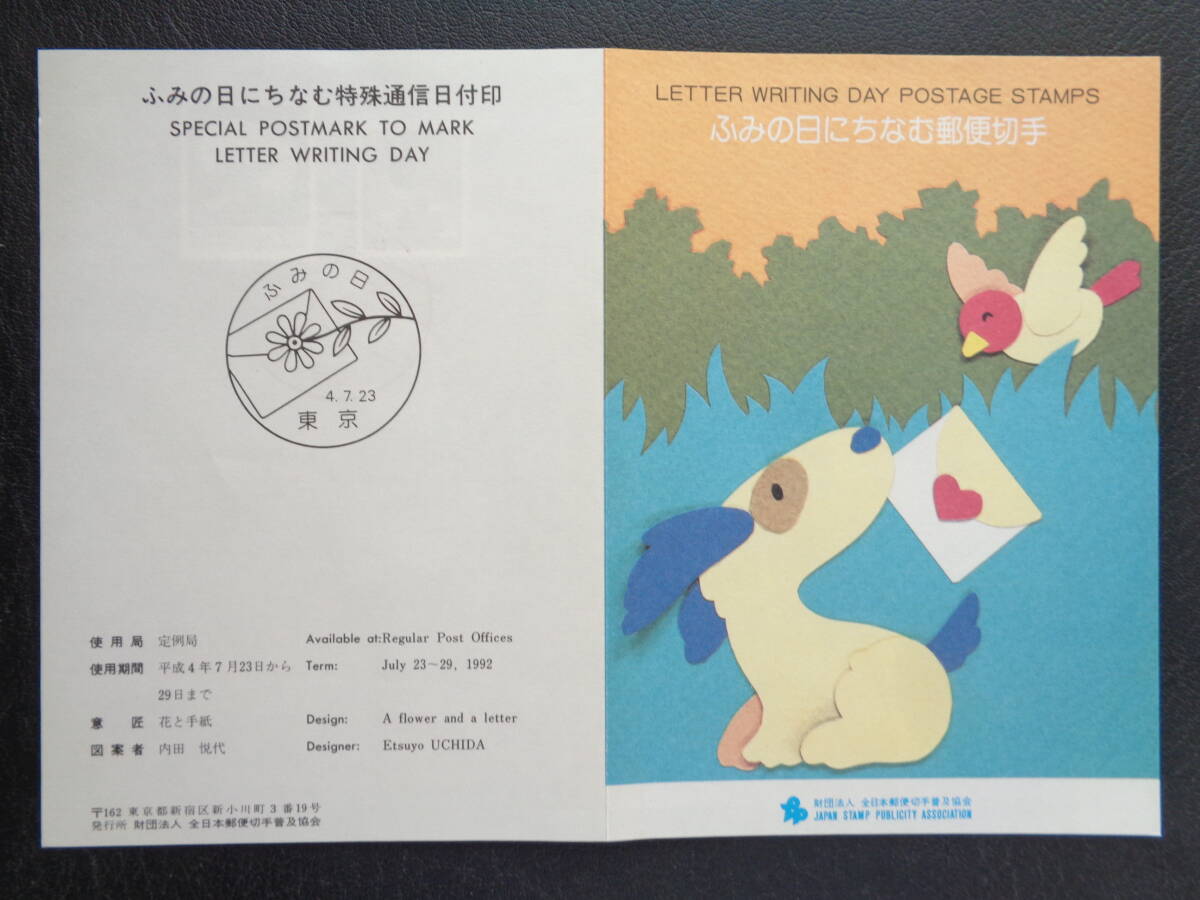 ふみの日にちなむ特殊通信日付印
SPECIAL POSTMARK TO MARK
LETTER WRITING DAY
ふみの日
4.7.23
東京
使用局 定例局 Available at:Regular Post Offices
使用期間 平成4年7月23日から Term: July 23~29, 1992
29日まで
意匠 花と手紙 Design: A flower and a letter
図案者 内田 悦代 Designer: Etsuyo UCHIDA
〒162 東京都新宿区新小川町3番19号
発行所 財団法人 全日本郵便切手普及協会
LETTER WRITING DAY POSTAGE STAMPS
ふみの日にちなむ郵便切手
財団法人 全日本郵便切手普及協会
JAPAN STAMP PUBLICITY ASSOCIATION